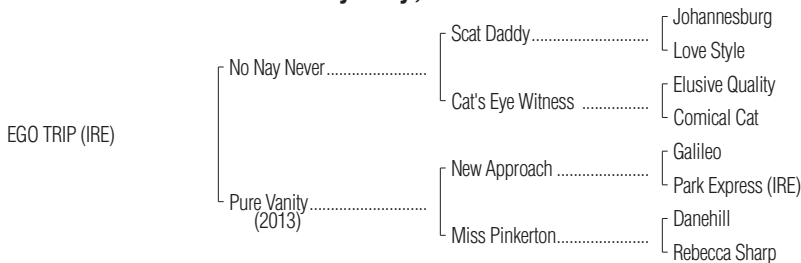 Johannesburg
Scat Daddy
Love Style
No Nay Never
Elusive Quality
Cat's Eye Witness
Comical Cat
EGO TRIP (IRE)
Galileo
New Approach
Park Express (IRE)
Pure Vanity
(2013)
Danehill
Miss Pinkerton
Rebecca Sharp